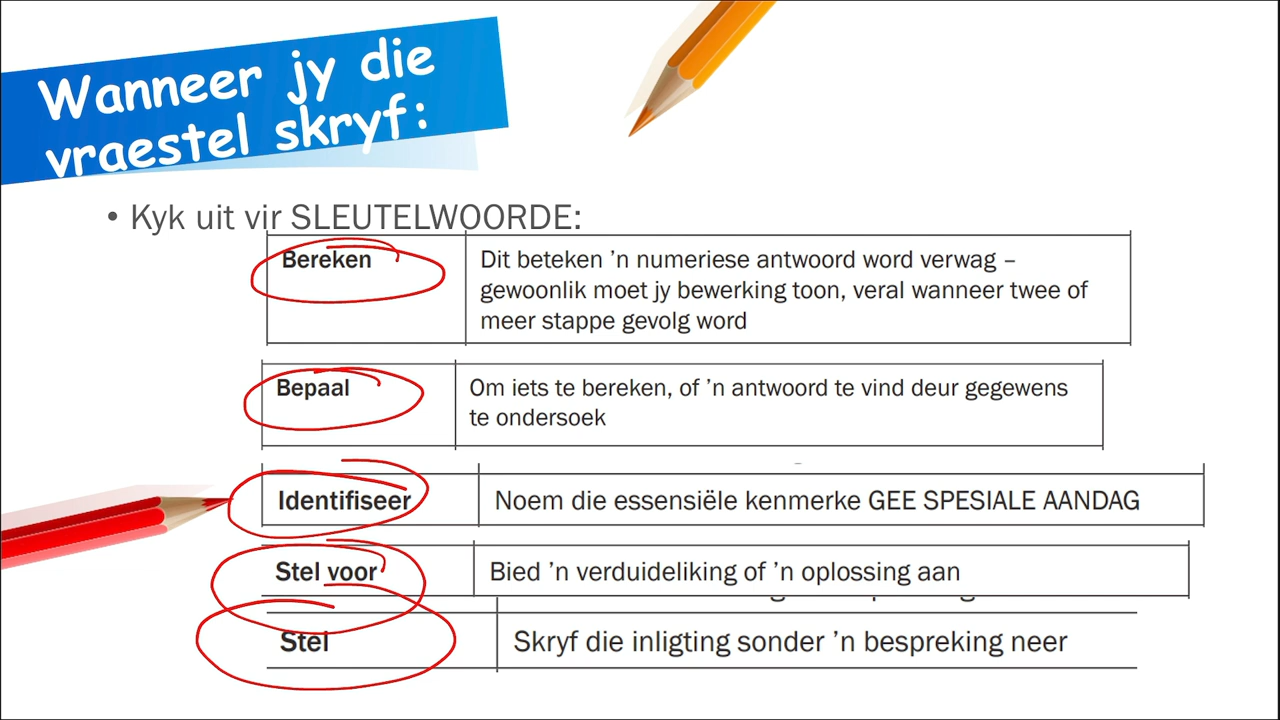 Wanneer jy die
vraestel skryf:
• Kyk uit vir SLEUTELWOORDE:
Bereken
Dit beteken ’n numeriese antwoord word verwag –
gewoonlik moet jy bewerking toon, veral wanneer twee of
meer stappe gevolg word
Bepaal
Om iets te bereken, of ’n antwoord te vind deur gegewens
te ondersoek
Identifiseer
Noem die essensiële kenmerke GEE SPESIALE AANDAG
Stel voor
Bied ’n verduideliking of ’n oplossing aan
Stel
Skryf die inligting sonder ’n bespreking neer